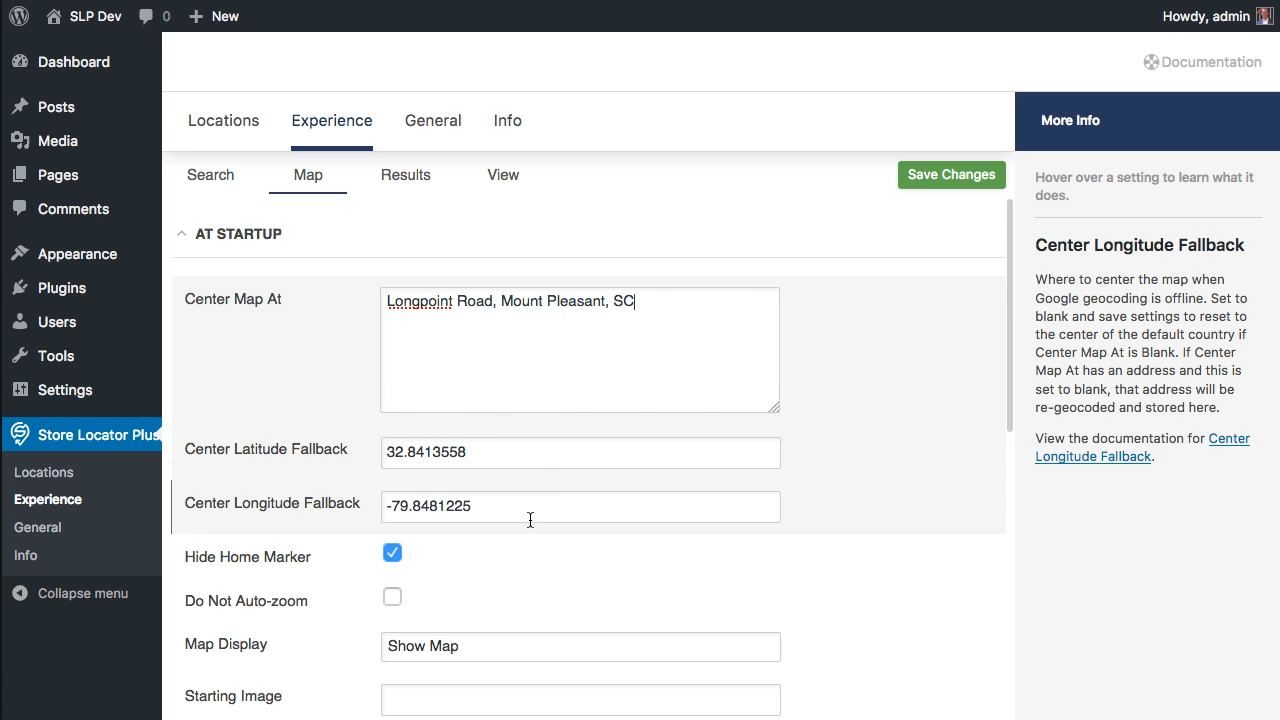 SLP Dev 0 New Howdy, admin
Dashboard
Posts
Media
Pages
Comments
Appearance
Plugins
Users
Tools
Settings
Store Locator Plus
Locations
Experience
General
Info
Collapse menu
Documentation
Locations Experience General Info
Search Map Results View Save Changes
AT STARTUP
Center Map At Longpoint Road, Mount Pleasant, SC
Center Latitude Fallback 32.8413558
Center Longitude Fallback -79.8481225
Hide Home Marker
Do Not Auto-zoom
Map Display Show Map
Starting Image
More Info
Hover over a setting to learn what it
does.
Center Longitude Fallback
Where to center the map when
Google geocoding is offline. Set to
blank and save settings to reset to
the center of the default country if
Center Map At is Blank. If Center
Map At has an address and this is
set to blank, that address will be
re-geocoded and stored here.
View the documentation for Center
Longitude Fallback.